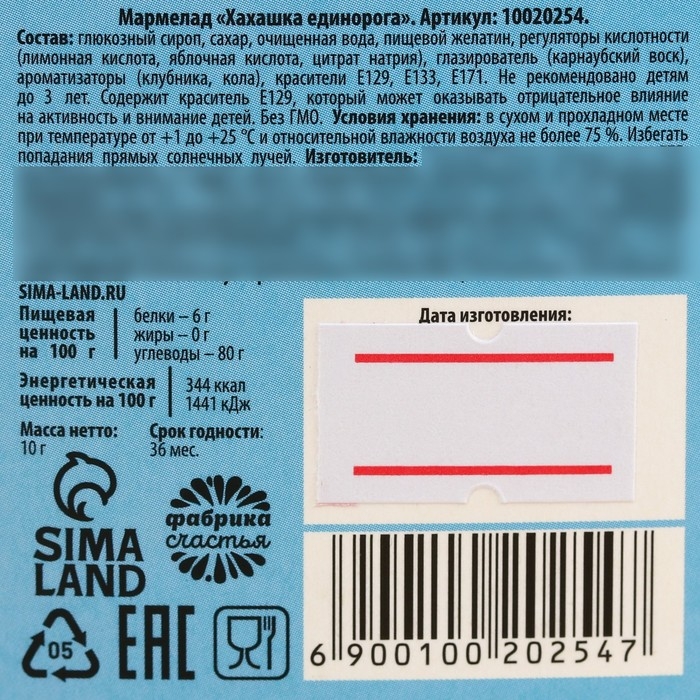 Мармелад «Хахашка единорога». Артикул: 10020254.
Состав: глюкозный сироп, сахар, очищенная вода, пищевой желатин, регуляторы кислотности
(лимонная кислота, яблочная кислота, цитрат натрия), глазирователь (карнаубский воск),
ароматизаторы (клубника, кола), красители Е129, Е133, Е171. Не рекомендовано детям
до 3 лет. Содержит краситель Е129, который может оказывать отрицательное влияние
на активность и внимание детей. Без ГМО. Условия хранения: в сухом и прохладном месте
при температуре от +1 до +25 °С и относительной влажности воздуха не более 75 %. Избегать
попадания прямых солнечных лучей. Изготовитель:
SIMA-LAND.RU
Пищевая
ценность
на 100 г
белки – 6 г
жиры – 0 г
углеводы – 80 г
Энергетическая
ценность на 100 г
344 ккал
1441 кДж
Масса нетто:
10 г
Срок годности:
36 мес.
Дата изготовления:
SIMA
LAND
фабрика
счастья
05
EAC
6 900100 202547